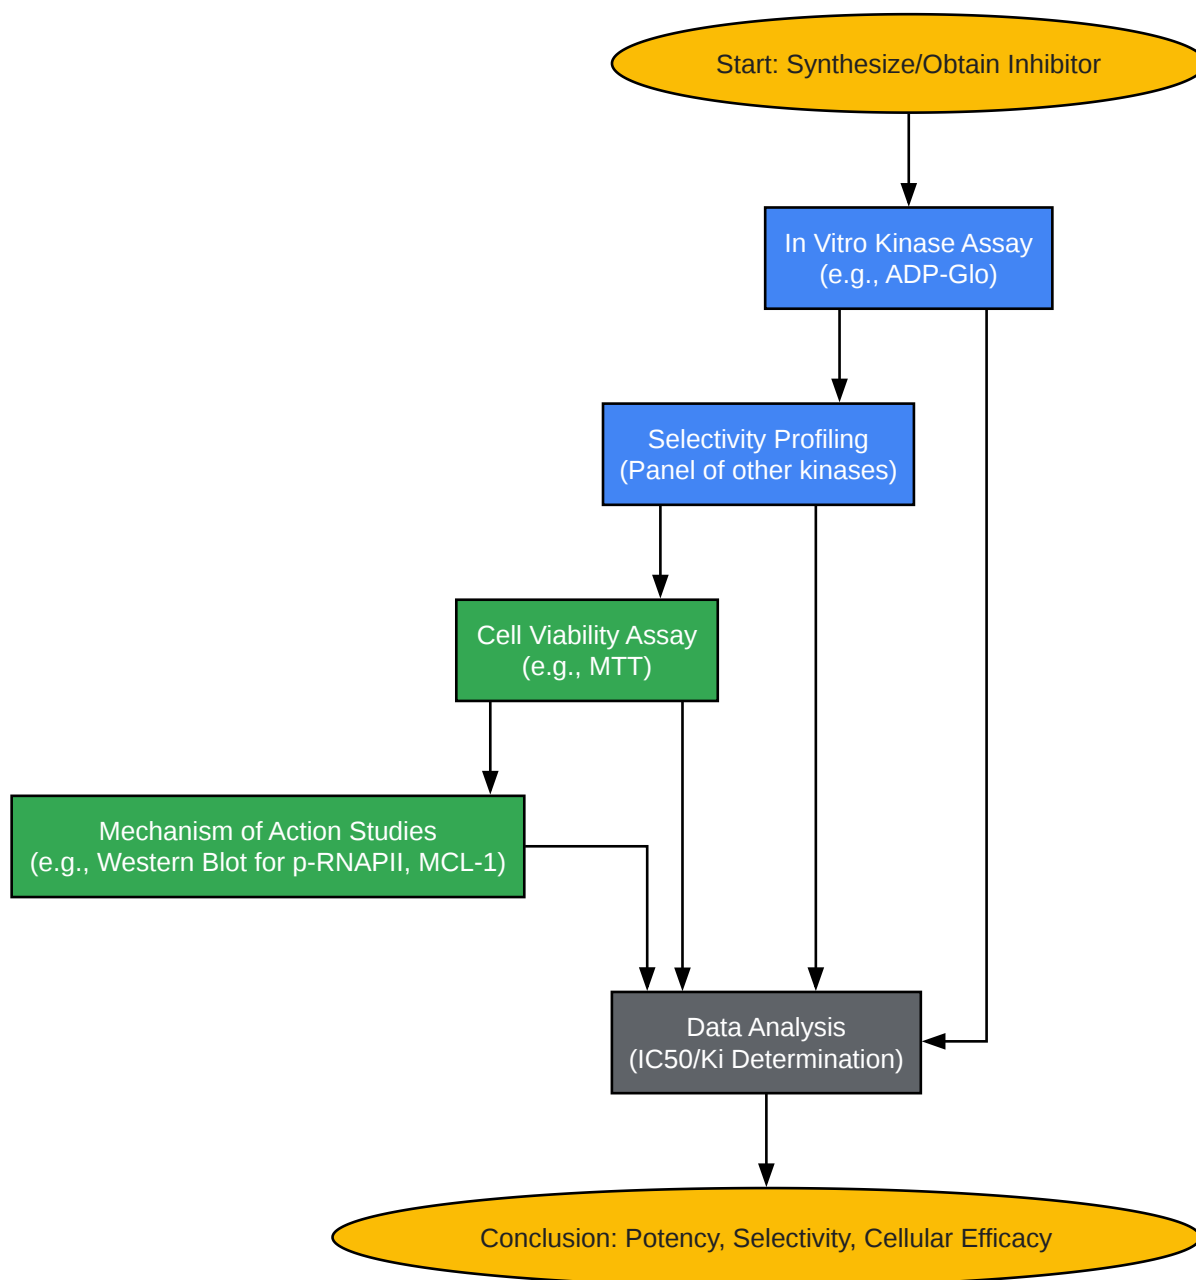 Start: Synthesize/Obtain Inhibitor
In Vitro Kinase Assay
(e.g., ADP-Glo)
Selectivity Profiling
(Panel of other kinases)
Cell Viability Assay
(e.g., MTT)
Mechanism of Action Studies
(e.g., Western Blot for p-RNAPII, MCL-1)
Data Analysis
(IC50/Ki Determination)
Conclusion: Potency, Selectivity, Cellular Efficacy